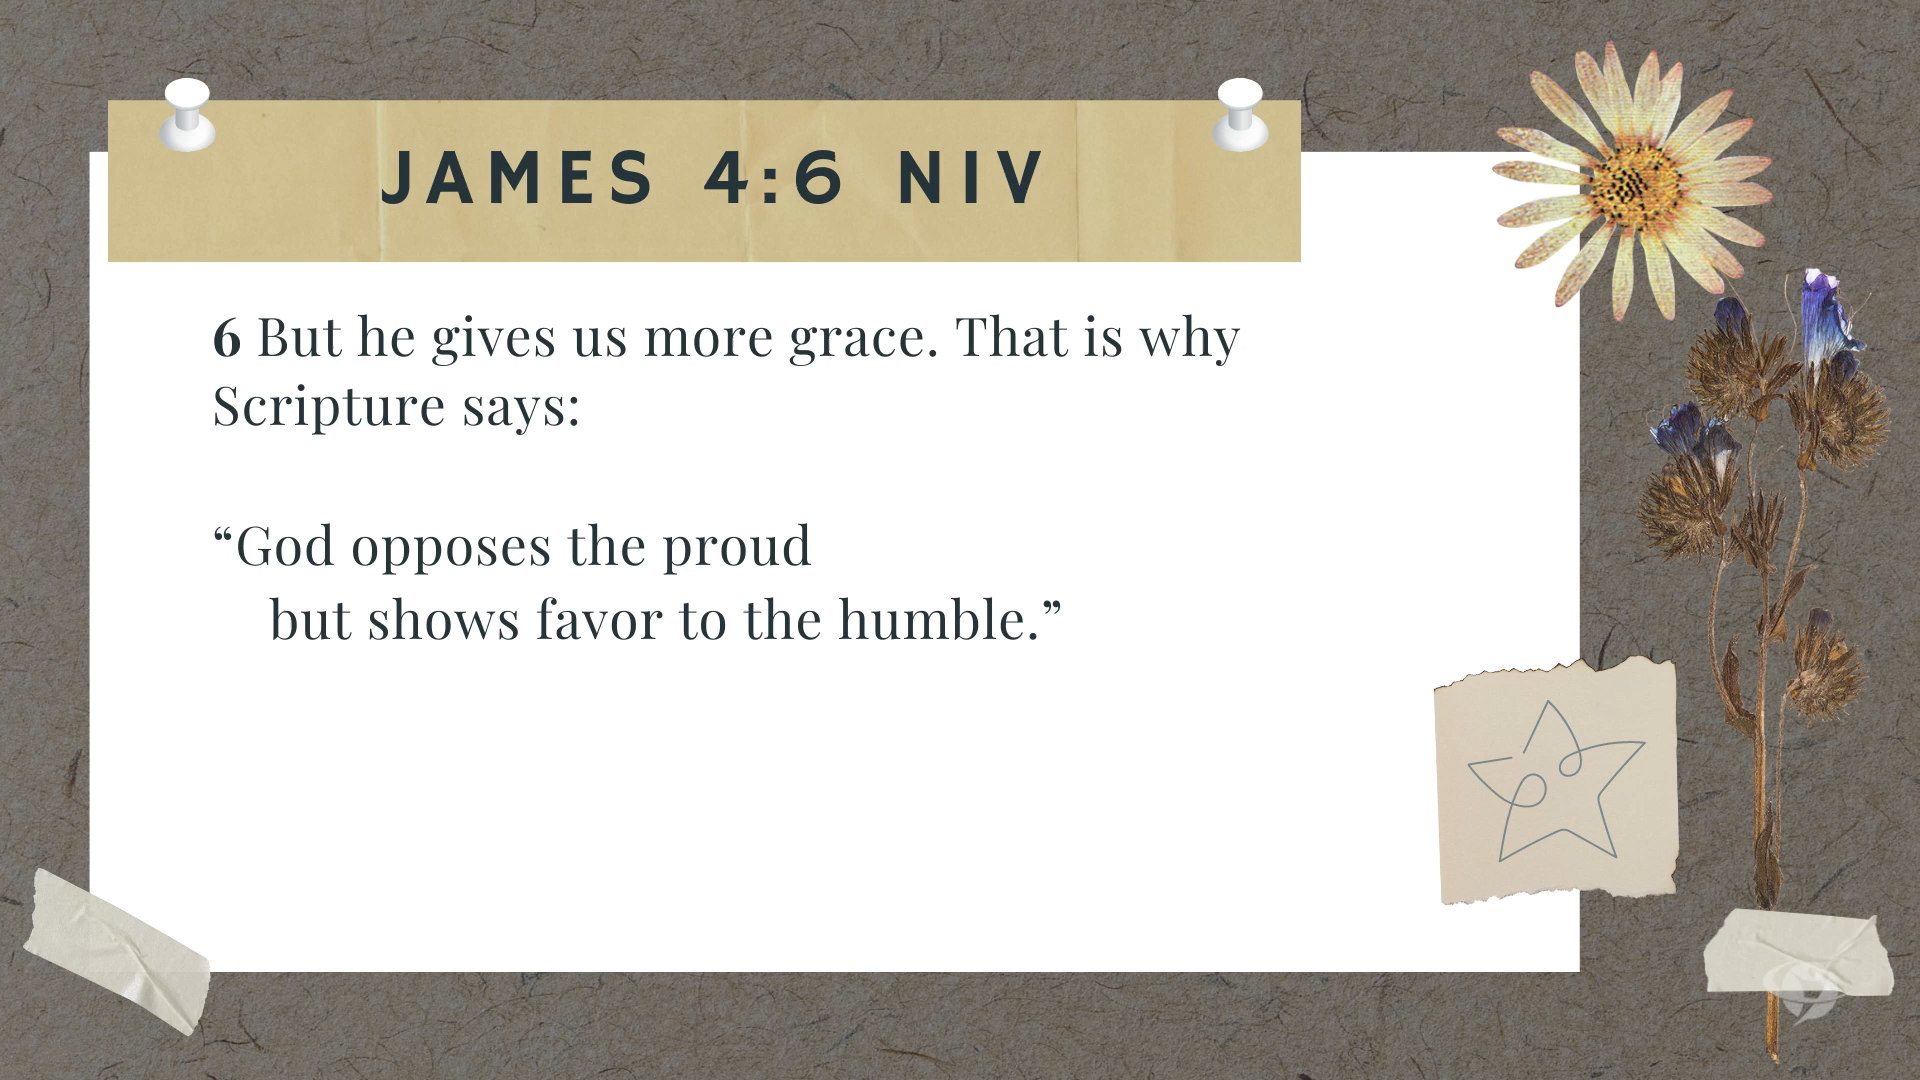 JAMES 4:6 NIV
6 But he gives us more grace. That is why
Scripture says:
“God opposes the proud
but shows favor to the humble.”